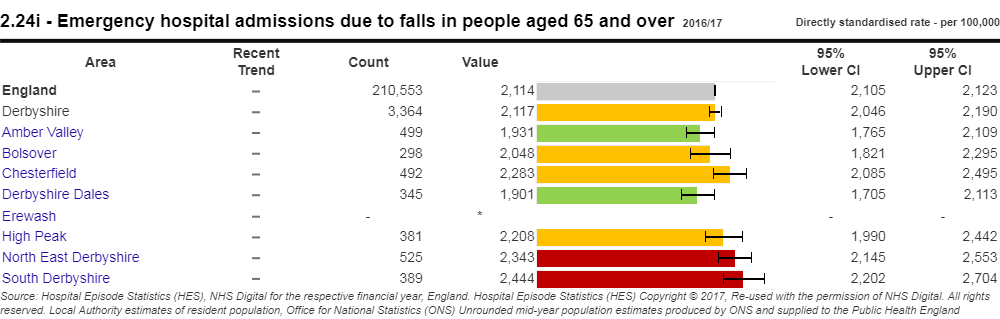 2.24i - Emergency hospital admissions due to falls in people aged 65 and over 2016/17 Directly standardised rate - per 100,000
Area Recent Trend Count Value 95% Lower CI 95% Upper CI
England – 210,553 2,114 2,105 2,123
Derbyshire – 3,364 2,117 2,046 2,190
Amber Valley – 499 1,931 1,765 2,109
Bolsover – 298 2,048 1,821 2,295
Chesterfield – 492 2,283 2,085 2,495
Derbyshire Dales – 345 1,901 1,705 2,113
Erewash – - * - -
High Peak – 381 2,208 1,990 2,442
North East Derbyshire – 525 2,343 2,145 2,553
South Derbyshire – 389 2,444 2,202 2,704
Source: Hospital Episode Statistics (HES), NHS Digital for the respective financial year, England. Hospital Episode Statistics (HES) Copyright © 2017, Re-used with the permission of NHS Digital. All rights
reserved. Local Authority estimates of resident population, Office for National Statistics (ONS) Unrounded mid-year population estimates produced by ONS and supplied to the Public Health England